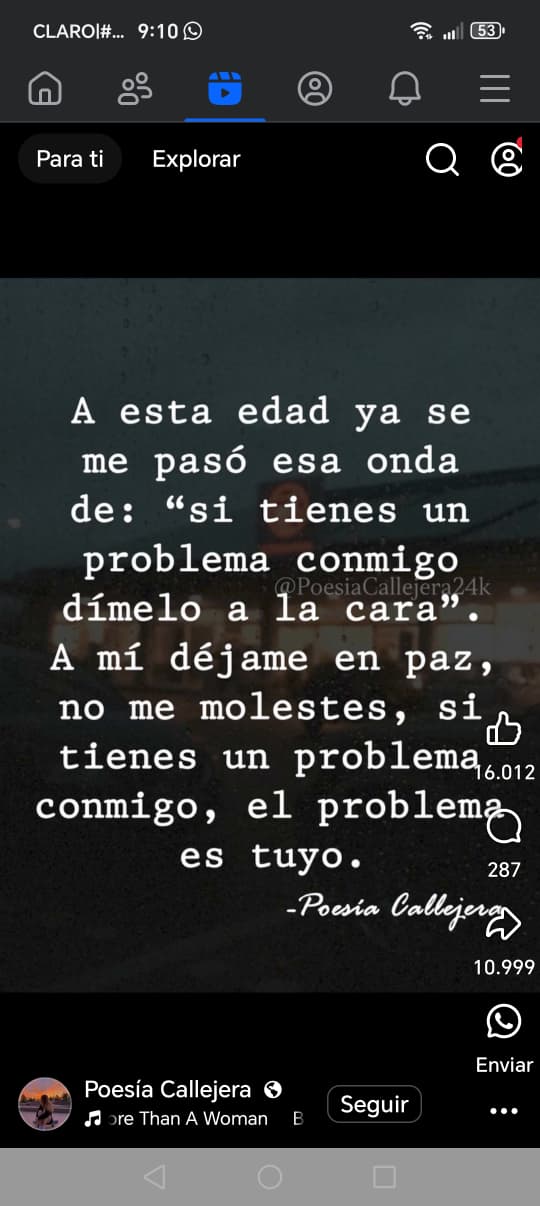 CLARO|#... 9:10 53
Para ti Explorar
A esta edad ya se
me pasó esa onda
de: “si tienes un
problema conmigo
@PoesiaCallejera24k
dímelo a la cara”.
A mí déjame en paz,
no me molestes, si
tienes un problema
conmigo, el problema
es tuyo.
-Poesía Callejera
16.012
287
10.999
Enviar
Poesía Callejera
ore Than A Woman B
Seguir